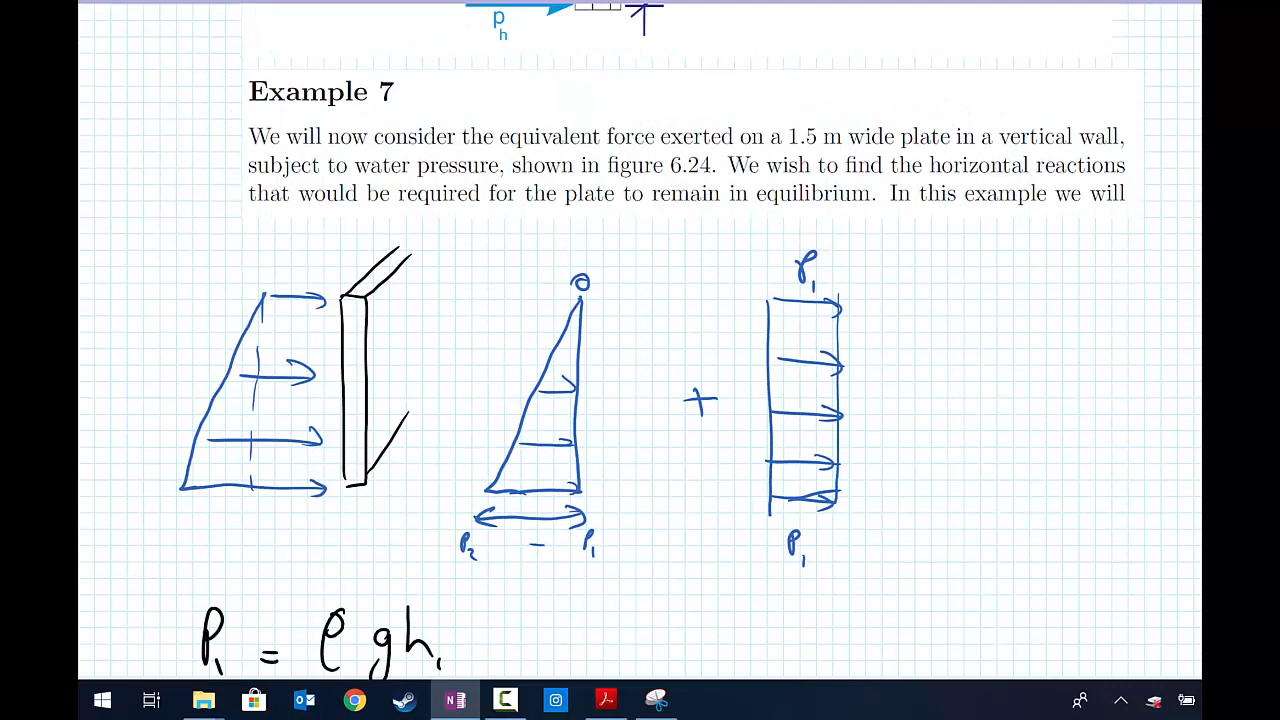 p
h
Example 7
We will now consider the equivalent force exerted on a 1.5 m wide plate in a vertical wall,
subject to water pressure, shown in figure 6.24. We wish to find the horizontal reactions
that would be required for the plate to remain in equilibrium. In this example we will
0
P₁
+
P₂ - P₁
P₁
P₁ = ρgh₁